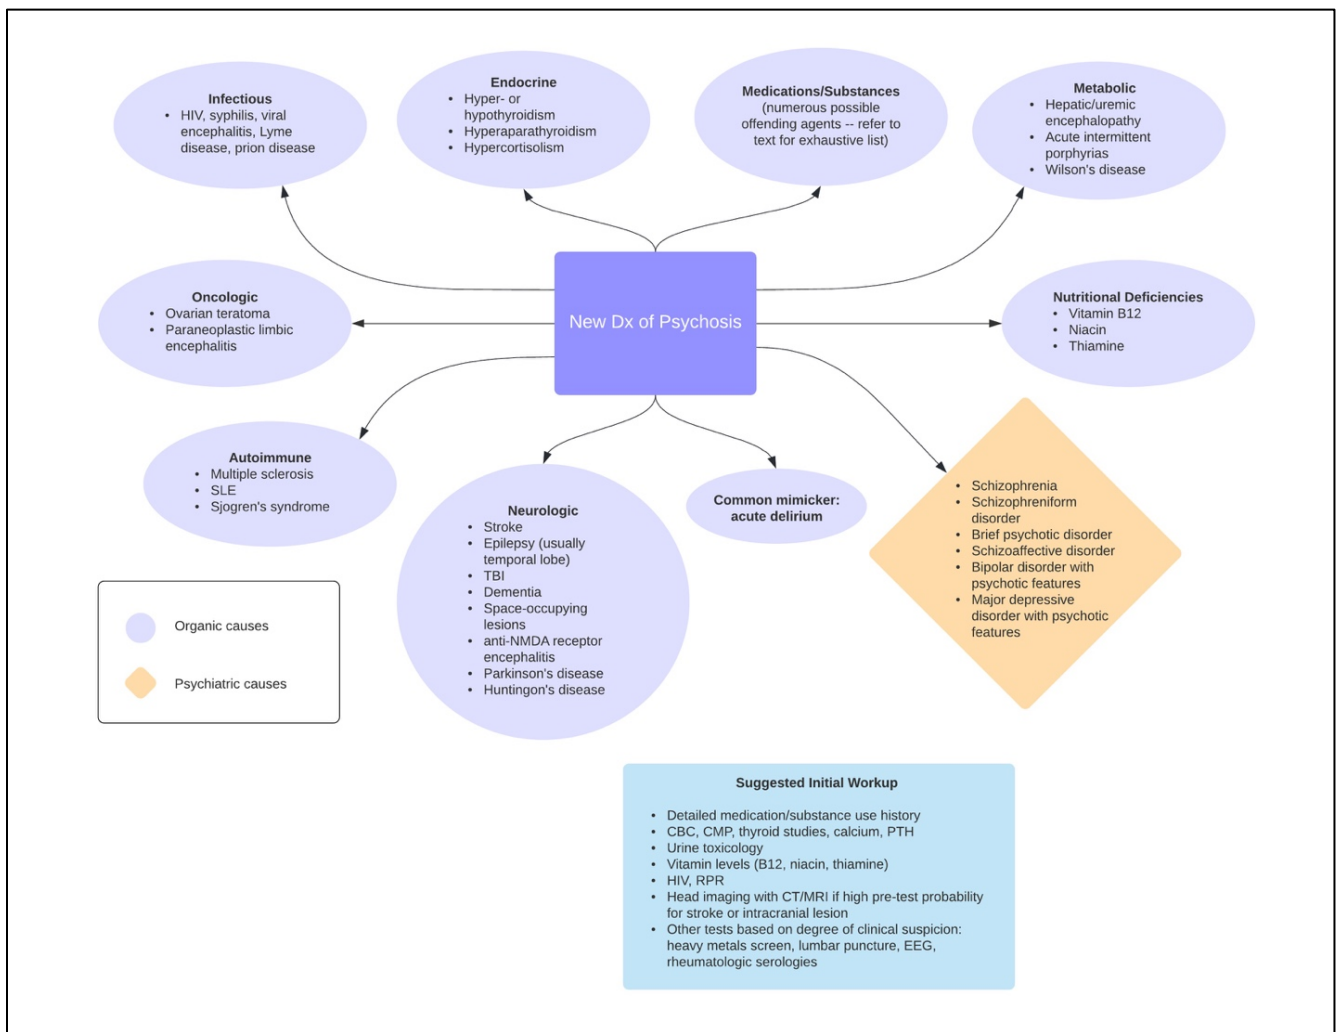 Infectious
• HIV, syphilis, viral
encephalitis, Lyme
disease, prion disease
Endocrine
• Hyper- or
hypothyroidism
• Hyperaparathyroidism
• Hypercortisolism
Medications/Substances
(numerous possible
offending agents -- refer to
text for exhaustive list)
Metabolic
• Hepatic/uremic
encephalopathy
• Acute intermittent
porphyrias
• Wilson's disease
Oncologic
• Ovarian teratoma
• Paraneoplastic limbic
encephalitis
New Dx of Psychosis
Nutritional Deficiencies
• Vitamin B12
• Niacin
• Thiamine
Autoimmune
• Multiple sclerosis
• SLE
• Sjogren's syndrome
Neurologic
• Stroke
• Epilepsy (usually
temporal lobe)
• TBI
• Dementia
• Space-occupying
lesions
• anti-NMDA receptor
encephalitis
• Parkinson's disease
• Huntingon's disease
Common mimicker:
acute delirium
• Schizophrenia
• Schizophreniform
disorder
• Brief psychotic disorder
• Schizoaffective disorder
• Bipolar disorder with
psychotic features
• Major depressive
disorder with psychotic
features
Organic causes
Psychiatric causes
Suggested Initial Workup
• Detailed medication/substance use history
• CBC, CMP, thyroid studies, calcium, PTH
• Urine toxicology
• Vitamin levels (B12, niacin, thiamine)
• HIV, RPR
• Head imaging with CT/MRI if high pre-test probability
for stroke or intracranial lesion
• Other tests based on degree of clinical suspicion:
heavy metals screen, lumbar puncture, EEG,
rheumatologic serologies